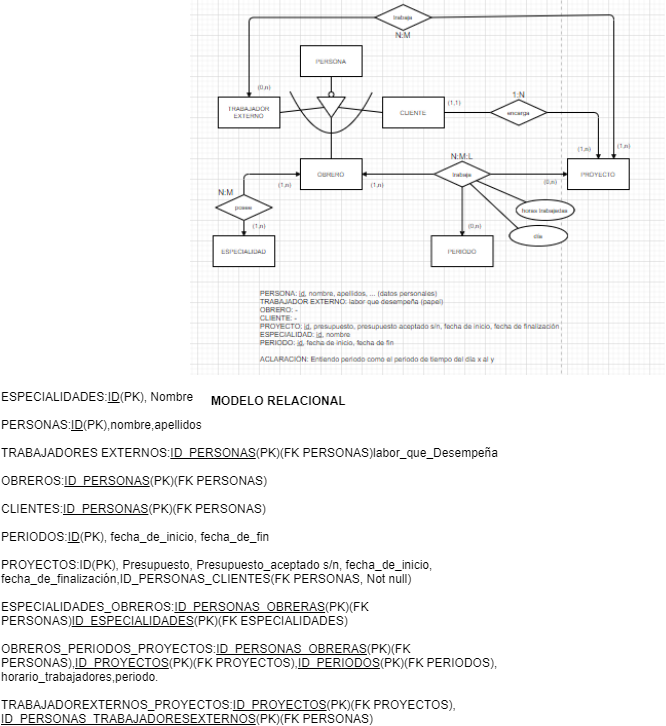 trabaja
N:M
PERSONA
(0,n)
TRABAJADOR
EXTERNO
CLIENTE
(1,1)
1:N
encarga
(1,n)
(1,n)
N:M:L
OBRERO
trabaja
PROYECTO
(1,n)
(1,n)
(0,n)
N:M
posee
(1,n)
horas trabajadas
(0,n)
día
ESPECIALIDAD
PERIODO
PERSONA: id, nombre, apellidos, ... (datos personales)
TRABAJADOR EXTERNO: labor que desempeña (papel)
OBRERO: -
CLIENTE: -
PROYECTO: id, presupuesto, presupuesto aceptado s/n, fecha de inicio, fecha de finalización
ESPECIALIDAD: id, nombre
PERIODO: id, fecha de inicio, fecha de fin
ACLARACIÓN: Entiendo periodo como el periodo de tiempo del día x al y
ESPECIALIDADES:ID(PK), Nombre
MODELO RELACIONAL
PERSONAS:ID(PK),nombre,apellidos
TRABAJADORES EXTERNOS:ID_PERSONAS(PK)(FK PERSONAS)labor_que_Desempeña
OBREROS:ID_PERSONAS(PK)(FK PERSONAS)
CLIENTES:ID_PERSONAS(PK)(FK PERSONAS)
PERIODOS:ID(PK), fecha_de_inicio, fecha_de_fin
PROYECTOS:ID(PK), Presupuesto, Presupuesto_aceptado s/n, fecha_de_inicio,
fecha_de_finalización,ID_PERSONAS_CLIENTES(FK PERSONAS, Not null)
ESPECIALIDADES_OBREROS:ID_PERSONAS_OBRERAS(PK)(FK
PERSONAS)ID_ESPECIALIDADES(PK)(FK ESPECIALIDADES)
OBREROS_PERIODOS_PROYECTOS:ID_PERSONAS_OBRERAS(PK)(FK
PERSONAS),ID_PROYECTOS(PK)(FK PROYECTOS),ID_PERIODOS(PK)(FK PERIODOS),
horario_trabajadores,periodo.
TRABAJADOREXTERNOS_PROYECTOS:ID_PROYECTOS(PK)(FK PROYECTOS),
ID_PERSONAS_TRABAJADORESEXTERNOS(PK)(FK PERSONAS)